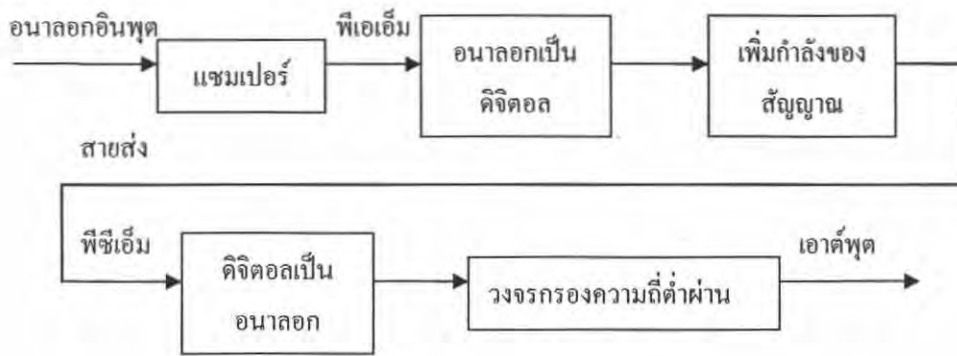 อนาลอกอินพุต
แซมเปอร์
พีเอเอ็ม
อนาลอกเป็น
ดิจิตอล
เพิ่มกำลังของ
สัญญาณ
สายส่ง
พีซีเอ็ม
ดิจิตอลเป็น
อนาลอก
วงจรกรองความถี่ต่ำผ่าน
เอาต์พุต